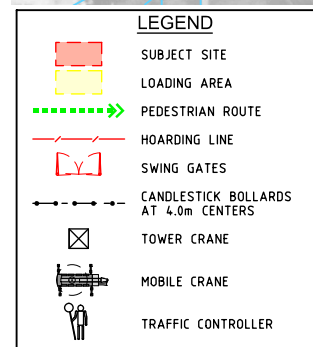 LEGEND
SUBJECT SITE
LOADING AREA
PEDESTRIAN ROUTE
HOARDING LINE
SWING GATES
CANDLESTICK BOLLARDS
AT 4.0m CENTERS
TOWER CRANE
MOBILE CRANE
TRAFFIC CONTROLLER